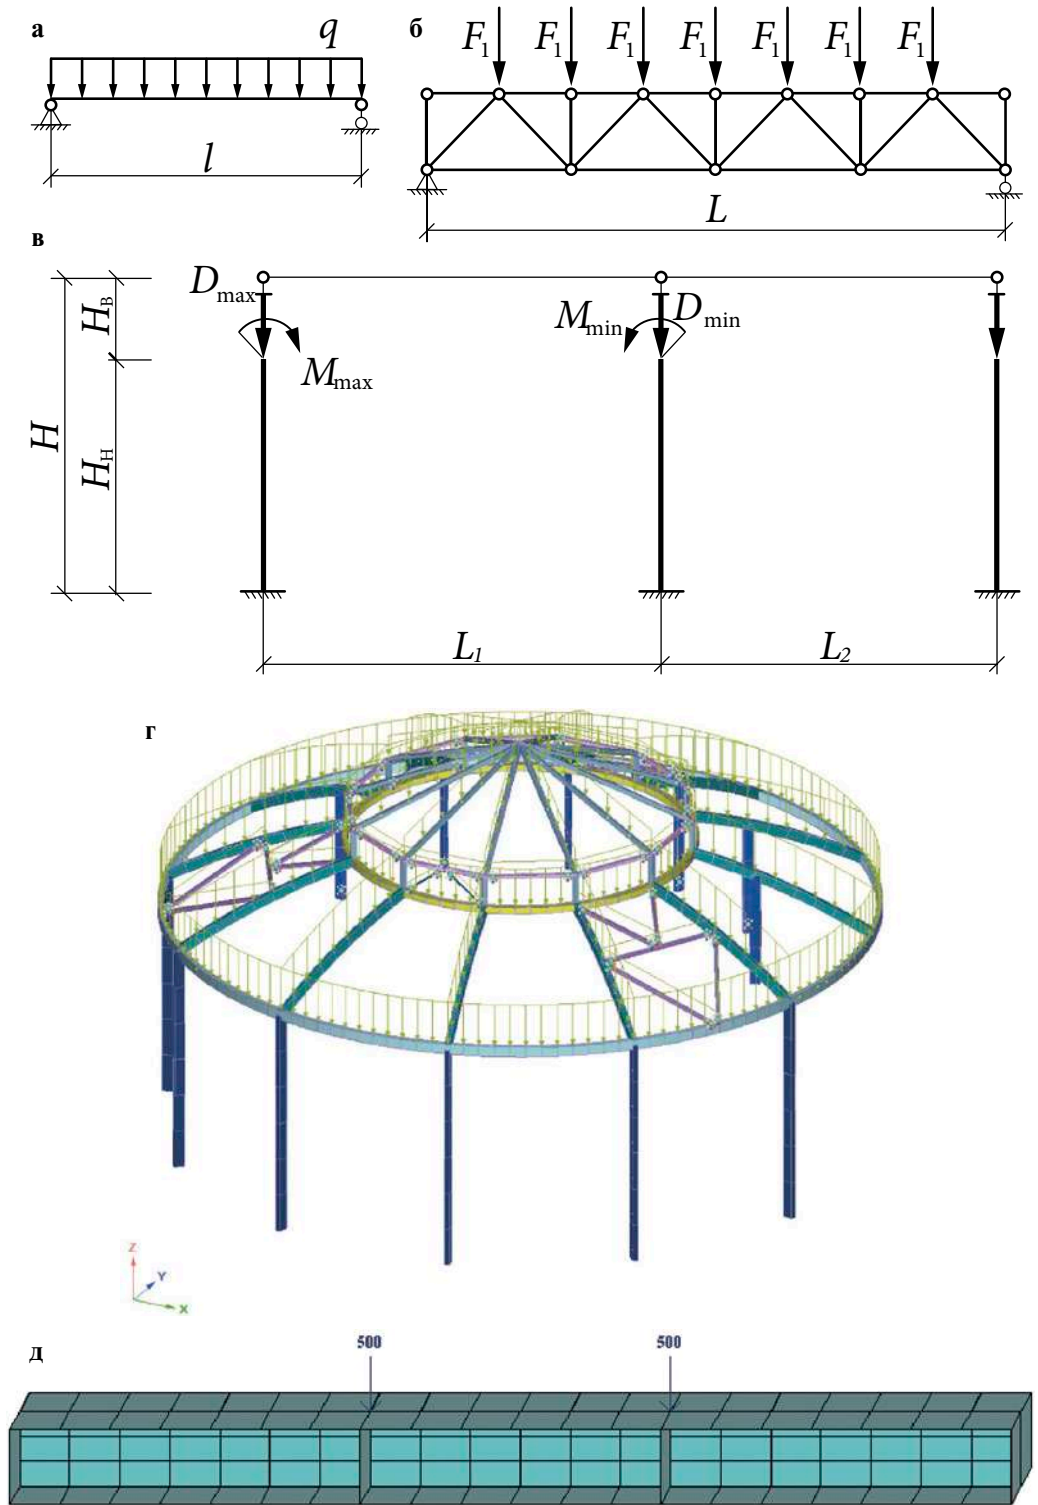 а
q
l
б
F1 F1 F1 F1 F1 F1 F1
L
в
H
HВ
HН
Dmax
Mmax
Mmin
Dmin
L1
L2
г
Z
Y
X
д
500
500